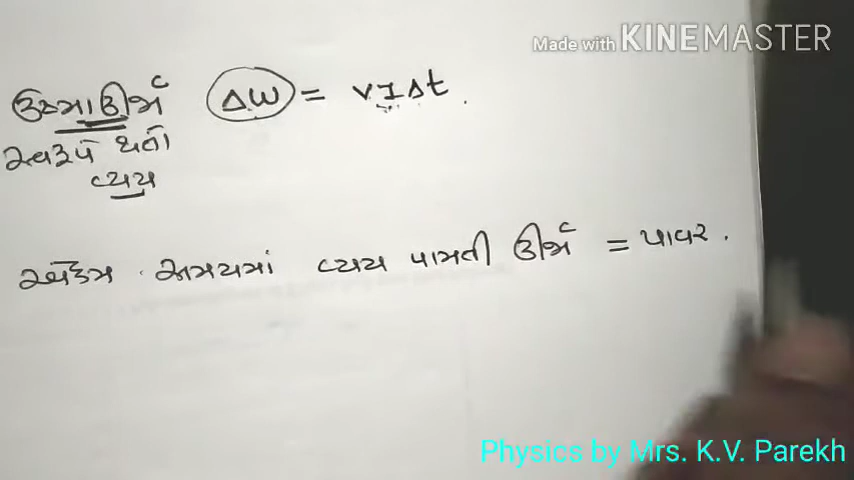 Made with KINEMASTER
ઉષ્માઊર્જા ΔW = VIΔt.
સ્વરૂપે થતો
વ્યય
એકમ સમયમાં વ્યય પામતી ઊર્જા = પાવર.
Physics by Mrs. K.V. Parekh